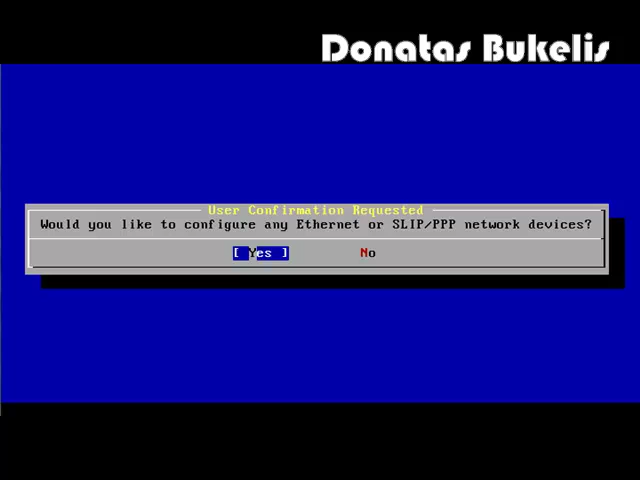 Donatas Bukelis
User Confirmation Requested
Would you like to configure any Ethernet or SLIP/PPP network devices?
[ Yes ] No